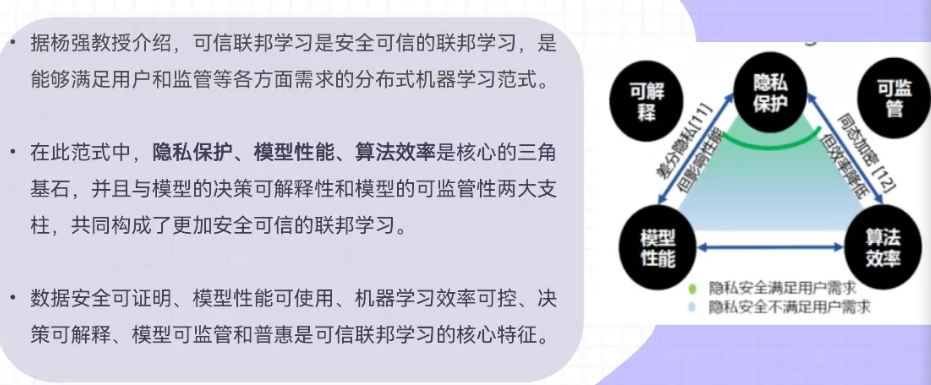 • 据杨强教授介绍，可信联邦学习是安全可信的联邦学习，是
能够满足用户和监管等各方面需求的分布式机器学习范式。
• 在此范式中，隐私保护、模型性能、算法效率是核心的三角
基石，并且与模型的决策可解释性和模型的可监管性两大支
柱，共同构成了更加安全可信的联邦学习。
• 数据安全可证明、模型性能可使用、机器学习效率可控、决
策可解释、模型可监管和普惠是可信联邦学习的核心特征。
可解
释
隐私
保护
可监
管
差分隐私[11]
但影响性能
同态加密 [12]
但效率降低
模型
性能
算法
效率
隐私安全满足用户需求
隐私安全不满足用户需求